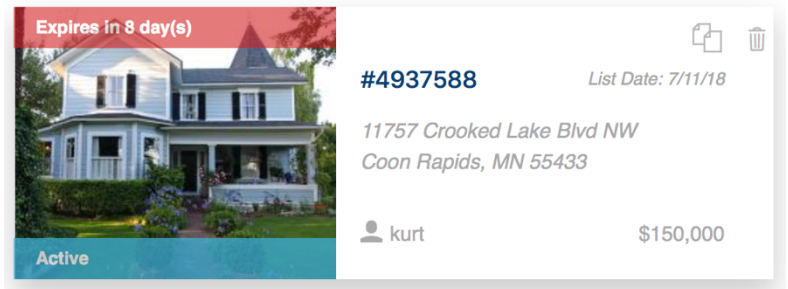 Expires in 8 day(s)
#4937588
List Date: 7/11/18
11757 Crooked Lake Blvd NW
Coon Rapids, MN 55433
kurt
$150,000
Active